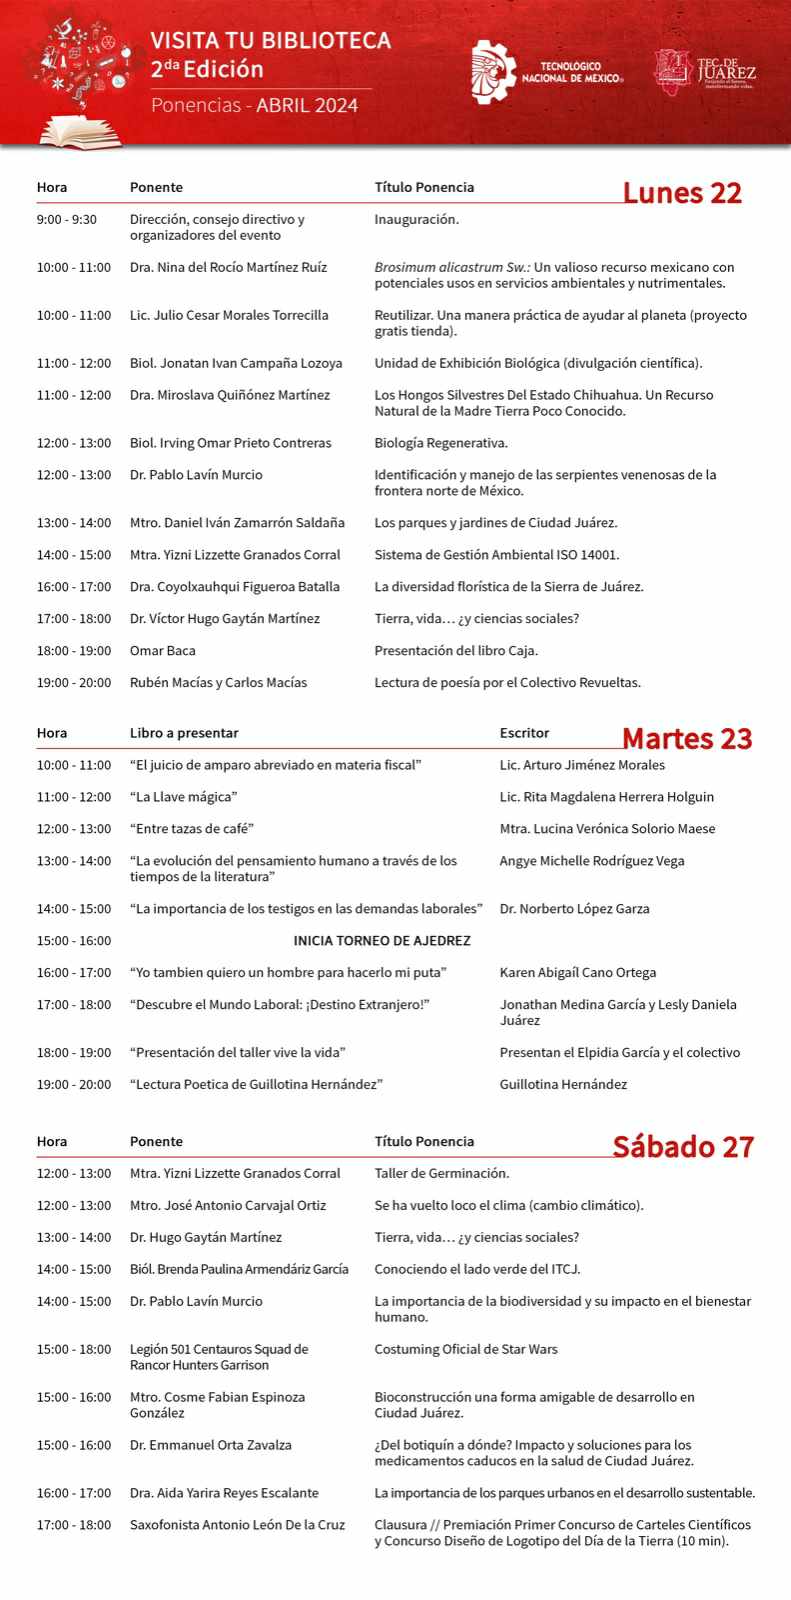 VISITA TU BIBLIOTECA
2da Edición
Ponencias - ABRIL 2024
TECNOLÓGICO
NACIONAL DE MÉXICO®
TEC. DE
JUÁREZ
Lunes 22
Hora Ponente Título Ponencia
9:00 - 9:30 Dirección, consejo directivo y Inauguración.
organizadores del evento
10:00 - 11:00 Dra. Nina del Rocío Martínez Ruíz Brosimum alicastrum Sw.: Un valioso recurso mexicano con
potenciales usos en servicios ambientales y nutrimentales.
10:00 - 11:00 Lic. Julio Cesar Morales Torrecilla Reutilizar. Una manera práctica de ayudar al planeta (proyecto
gratis tienda).
11:00 - 12:00 Biol. Jonatan Ivan Campaña Lozoya Unidad de Exhibición Biológica (divulgación científica).
11:00 - 12:00 Dra. Miroslava Quiñónez Martínez Los Hongos Silvestres Del Estado Chihuahua. Un Recurso
Natural de la Madre Tierra Poco Conocido.
12:00 - 13:00 Biol. Irving Omar Prieto Contreras Biología Regenerativa.
12:00 - 13:00 Dr. Pablo Lavín Murcio Identificación y manejo de las serpientes venenosas de la
frontera norte de México.
13:00 - 14:00 Mtro. Daniel Iván Zamarrón Saldaña Los parques y jardines de Ciudad Juárez.
14:00 - 15:00 Mtra. Yizni Lizzette Granados Corral Sistema de Gestión Ambiental ISO 14001.
16:00 - 17:00 Dra. Coyolxauhqui Figueroa Batalla La diversidad florística de la Sierra de Juárez.
17:00 - 18:00 Dr. Víctor Hugo Gaytán Martínez Tierra, vida… ¿y ciencias sociales?
18:00 - 19:00 Omar Baca Presentación del libro Caja.
19:00 - 20:00 Rubén Macías y Carlos Macías Lectura de poesía por el Colectivo Revueltas.
Martes 23
Hora Libro a presentar Escritor
10:00 - 11:00 “El juicio de amparo abreviado en materia fiscal” Lic. Arturo Jiménez Morales
11:00 - 12:00 “La Llave mágica” Lic. Rita Magdalena Herrera Holguin
12:00 - 13:00 “Entre tazas de café” Mtra. Lucina Verónica Solorio Maese
13:00 - 14:00 “La evolución del pensamiento humano a través de los Angye Michelle Rodríguez Vega
tiempos de la literatura”
14:00 - 15:00 “La importancia de los testigos en las demandas laborales” Dr. Norberto López Garza
15:00 - 16:00 INICIA TORNEO DE AJEDREZ
16:00 - 17:00 “Yo tambien quiero un hombre para hacerlo mi puta” Karen Abigaíl Cano Ortega
17:00 - 18:00 “Descubre el Mundo Laboral: ¡Destino Extranjero!” Jonathan Medina García y Lesly Daniela
Juárez
18:00 - 19:00 “Presentación del taller vive la vida” Presentan el Elpidia García y el colectivo
19:00 - 20:00 “Lectura Poetica de Guillotina Hernández” Guillotina Hernández
Sábado 27
Hora Ponente Título Ponencia
12:00 - 13:00 Mtra. Yizni Lizzette Granados Corral Taller de Germinación.
12:00 - 13:00 Mtro. José Antonio Carvajal Ortiz Se ha vuelto loco el clima (cambio climático).
13:00 - 14:00 Dr. Hugo Gaytán Martínez Tierra, vida… ¿y ciencias sociales?
14:00 - 15:00 Biól. Brenda Paulina Armendáriz García Conociendo el lado verde del ITCJ.
14:00 - 15:00 Dr. Pablo Lavín Murcio La importancia de la biodiversidad y su impacto en el bienestar
humano.
15:00 - 18:00 Legión 501 Centauros Squad de Costuming Oficial de Star Wars
Rancor Hunters Garrison
15:00 - 16:00 Mtro. Cosme Fabian Espinoza Bioconstrucción una forma amigable de desarrollo en
González Ciudad Juárez.
15:00 - 16:00 Dr. Emmanuel Orta Zavalza ¿Del botiquín a dónde? Impacto y soluciones para los
medicamentos caducos en la salud de Ciudad Juárez.
16:00 - 17:00 Dra. Aida Yarira Reyes Escalante La importancia de los parques urbanos en el desarrollo sustentable.
17:00 - 18:00 Saxofonista Antonio León De la Cruz Clausura // Premiación Primer Concurso de Carteles Científicos
y Concurso Diseño de Logotipo del Día de la Tierra (10 min).